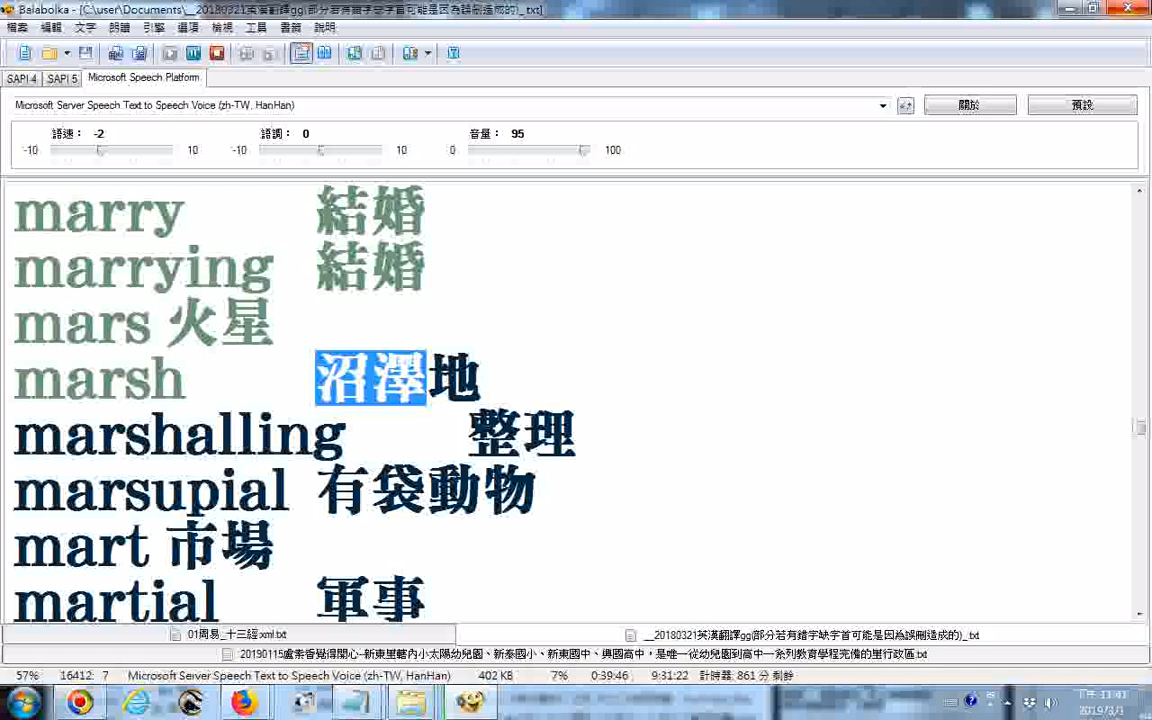 Balabolka - [C:\user\Documents\__20180321英漢翻譯gg(部分若有錯字缺字首可能是因為誤刪造成的)_.txt]
檔案 編輯 文字 朗讀 引擎 選項 檢視 工具 書籤 說明
SAPI 4 SAPI 5 Microsoft Speech Platform
Microsoft Server Speech Text to Speech Voice (zh-TW, HanHan) 關於 預設
語速： -2 語調： 0 音量： 95
-10 10 -10 10 0 100
marry 結婚
marrying 結婚
mars 火星
marsh 沼澤地
marshalling 整理
marsupial 有袋動物
mart 市場
martial 軍事
01周易_十三經.xml.txt __20180321英漢翻譯gg(部分若有錯字缺字首可能是因為誤刪造成的)_.txt
20190115盧素香覺得開心-新東里轄內小太陽幼兒園、新泰國小、新東國中、興國高中，是唯一從幼兒園到高中一系列教育學程完備的里行政區.txt
57% 16412: 7 Microsoft Server Speech Text to Speech Voice (zh-TW, HanHan) 402 KB 7% 0:39:46 9:31:22 計時器: 861 分 剩餘
2019/3/1